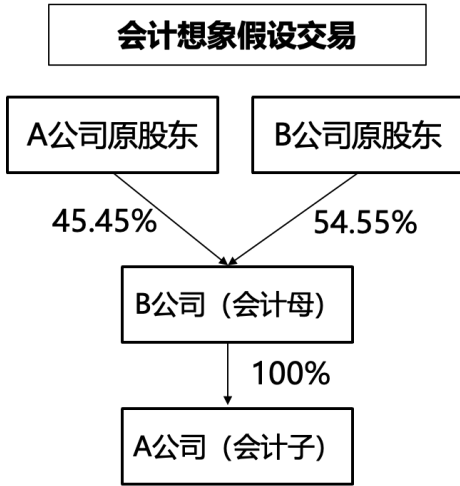 会计想象假设交易
A公司原股东
B公司原股东
45.45%
54.55%
B公司（会计母）
100%
A公司（会计子）